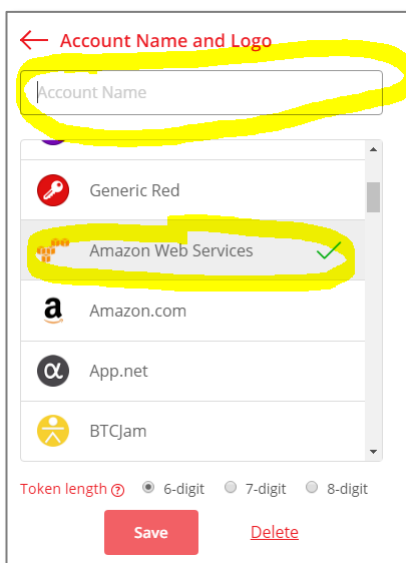 Account Name and Logo
Account Name
Generic Red
Amazon Web Services
Amazon.com
App.net
BTCJam
Token length ? 6-digit 7-digit 8-digit
Save Delete